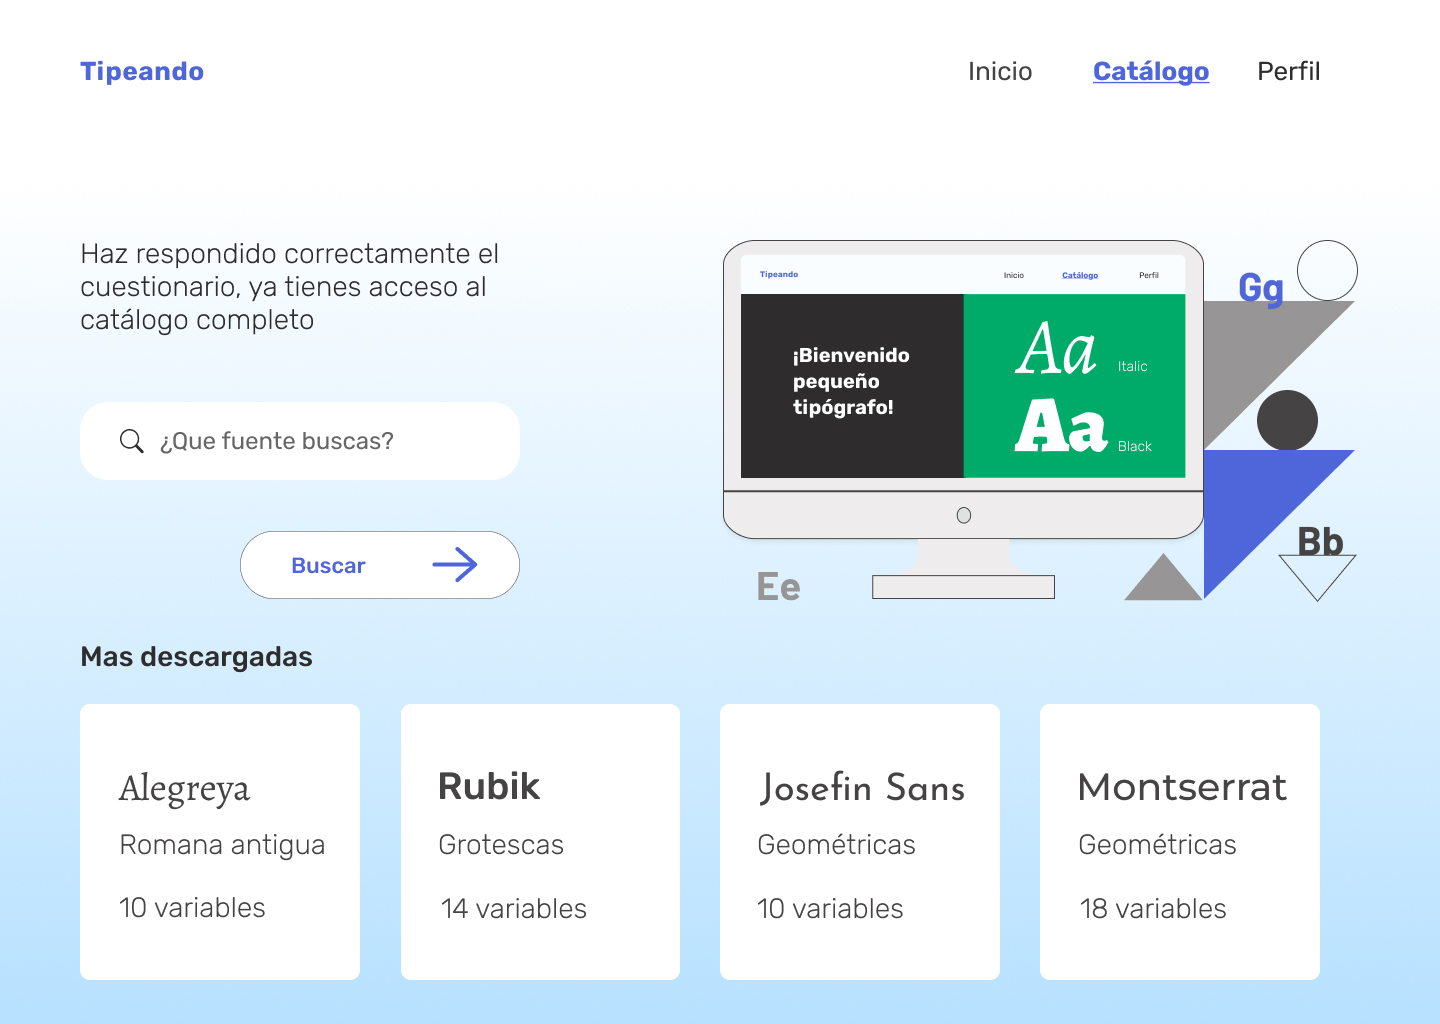 Tipeando
Inicio Catálogo Perfil
Haz respondido correctamente el
cuestionario, ya tienes acceso al
catálogo completo
¿Que fuente buscas?
Buscar
Tipeando
Inicio Catálogo Perfil
¡Bienvenido
pequeño
tipógrafo!
Aa Italic
Aa Black
Gg
Bb
Ee
Mas descargadas
Alegreya
Romana antigua
10 variables
Rubik
Grotescas
14 variables
Josefin Sans
Geométricas
10 variables
Montserrat
Geométricas
18 variables